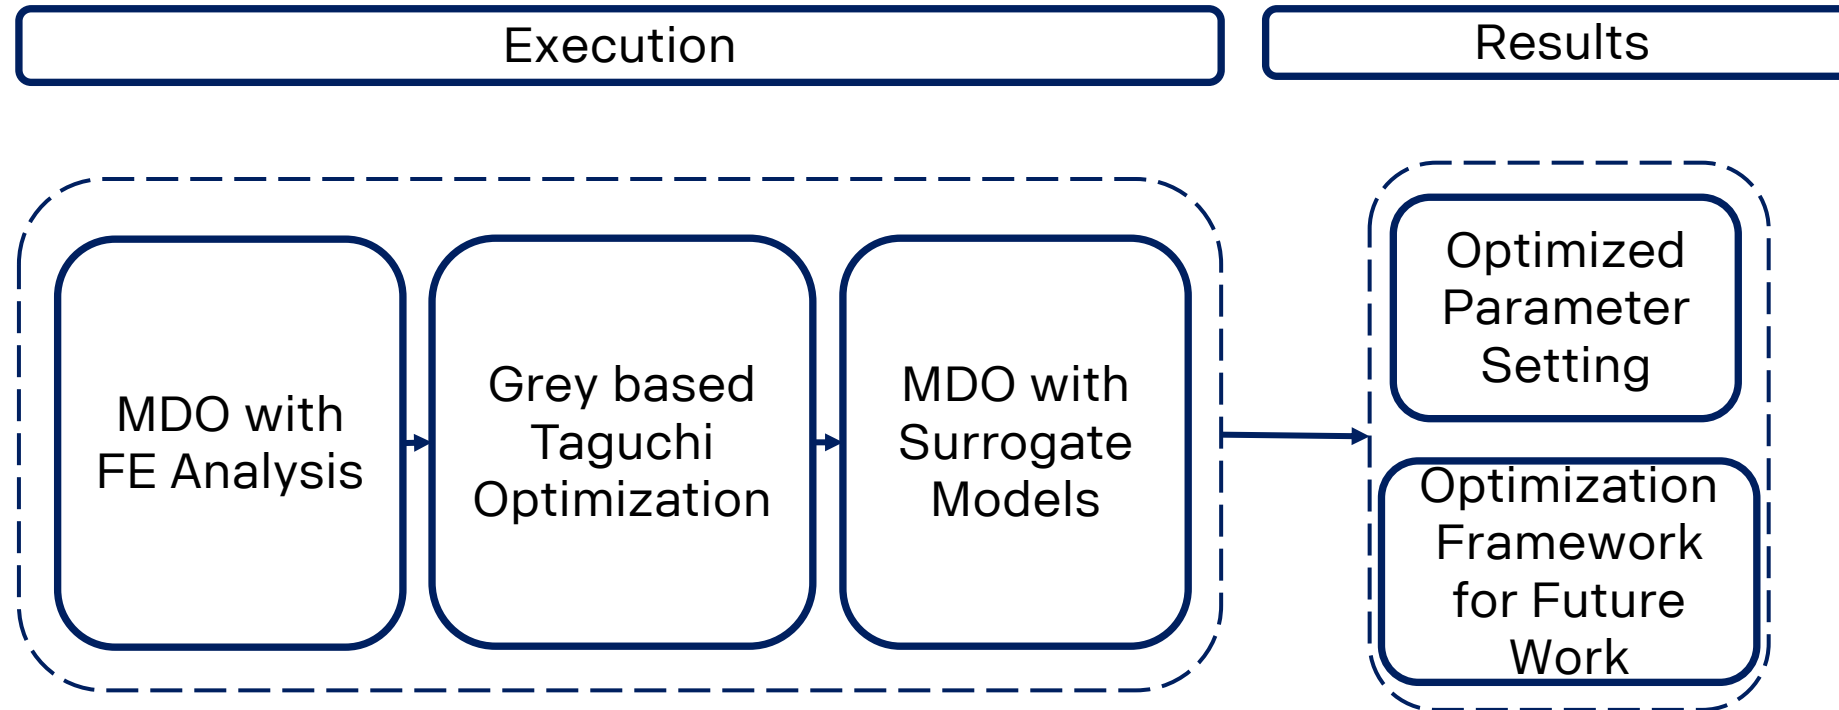 Execution
Results
MDO with
FE Analysis
Grey based
Taguchi
Optimization
MDO with
Surrogate
Models
Optimized
Parameter
Setting
Optimization
Framework
for Future
Work